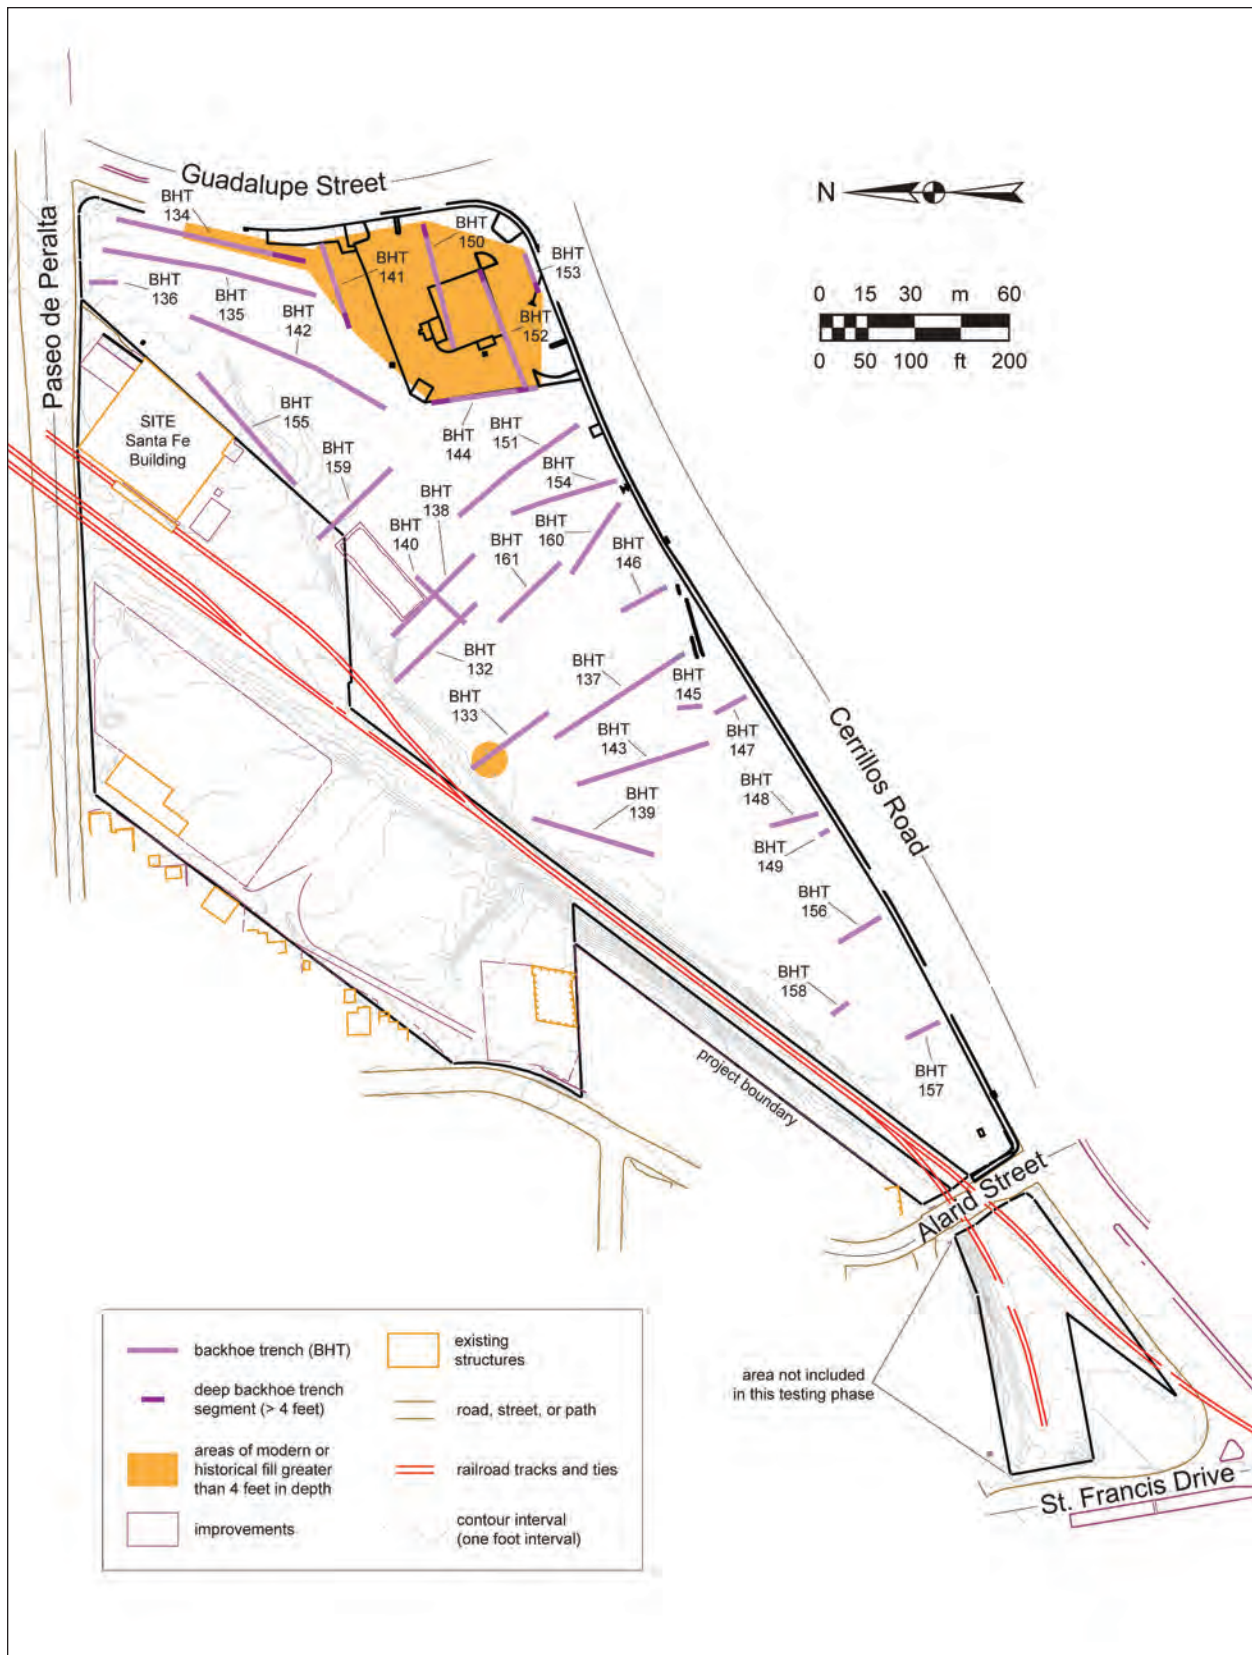 Guadalupe Street
Paseo de Peralta
Cerrillos Road
Alarid Street
St. Francis Drive
N
0 15 30 m 60
0 50 100 ft 200
BHT
134
BHT
136
BHT
135
BHT
142
BHT
141
BHT
150
BHT
153
BHT
152
BHT
144
BHT
155
BHT
159
BHT
151
BHT
154
BHT
138
BHT
140
BHT
161
BHT
160
BHT
146
BHT
132
BHT
137
BHT
145
BHT
133
BHT
143
BHT
147
BHT
148
BHT
139
BHT
149
BHT
156
BHT
158
BHT
157
SITE
Santa Fe
Building
project boundary
area not included
in this testing phase
backhoe trench (BHT)
deep backhoe trench
segment (> 4 feet)
areas of modern or
historical fill greater
than 4 feet in depth
improvements
existing
structures
road, street, or path
railroad tracks and ties
contour interval
(one foot interval)